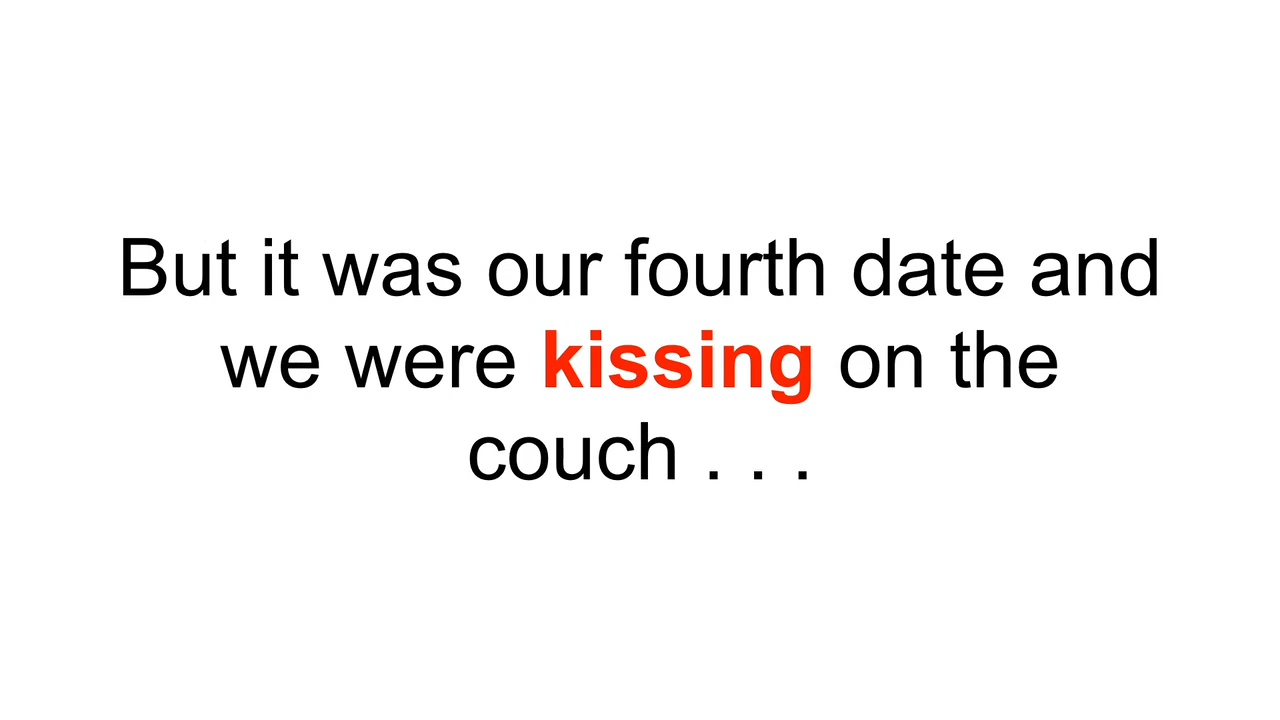 But it was our fourth date and
we were kissing on the
couch . . .